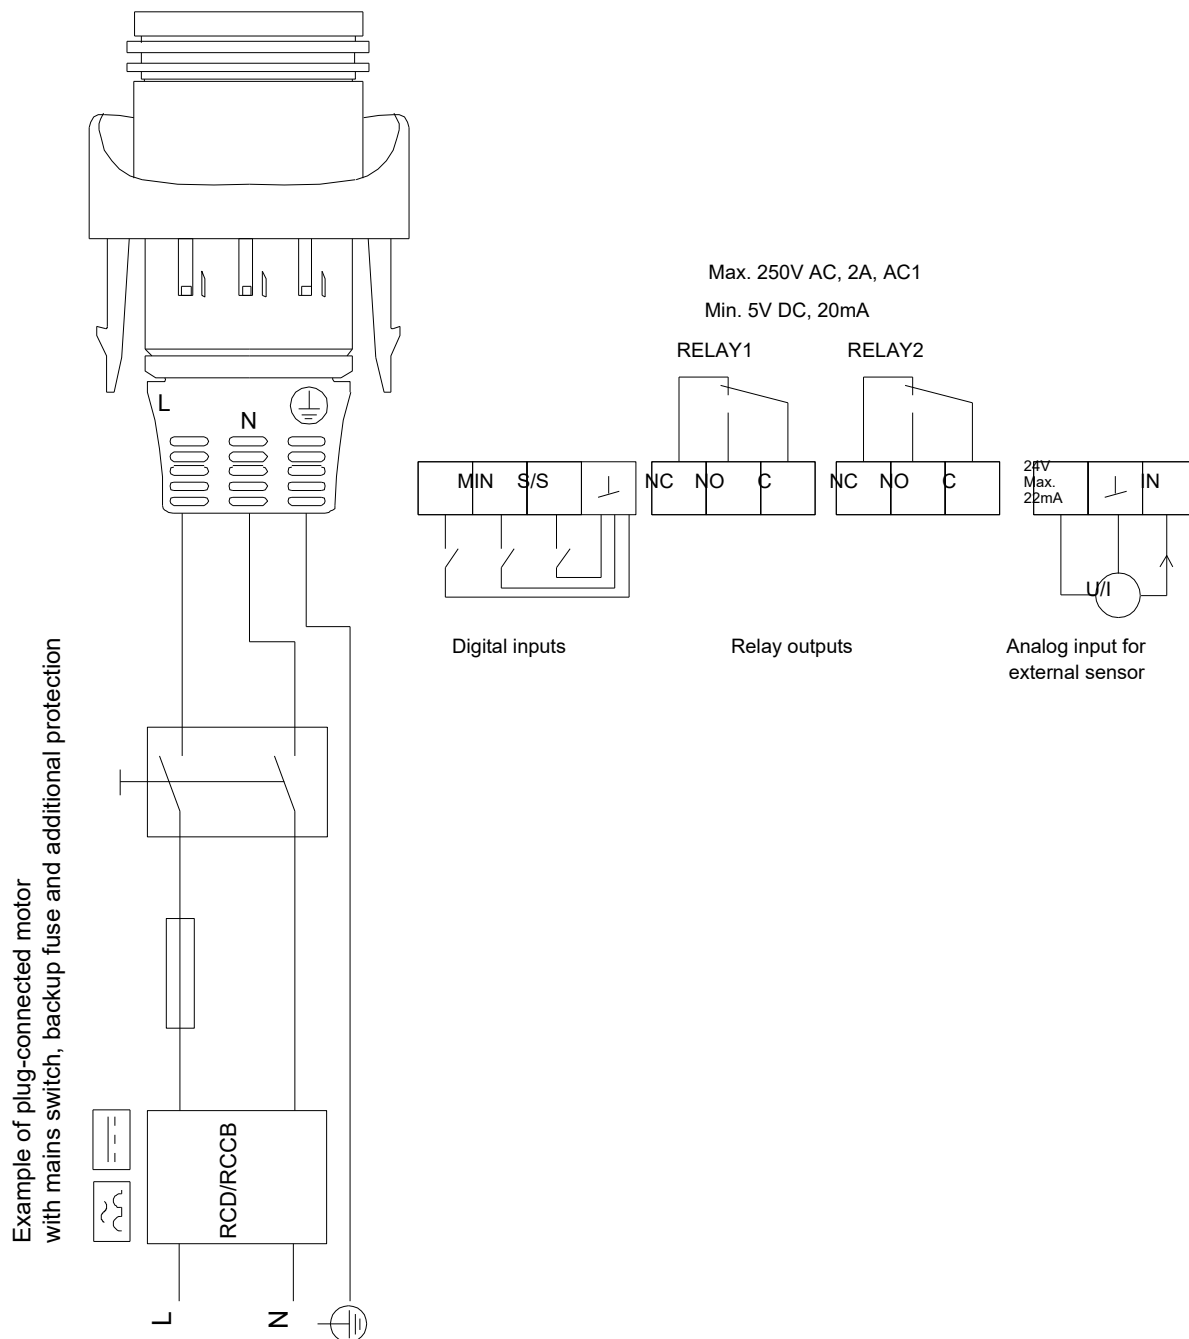 Max. 250V AC, 2A, AC1
Min. 5V DC, 20mA
RELAY1
RELAY2
L
N
MIN
S/S
NC
NO
C
NC
NO
C
24V
Max.
22mA
IN
U/I
Digital inputs
Relay outputs
Analog input for
external sensor
Example of plug-connected motor
with mains switch, backup fuse and additional protection
RCD/RCCB
L
N